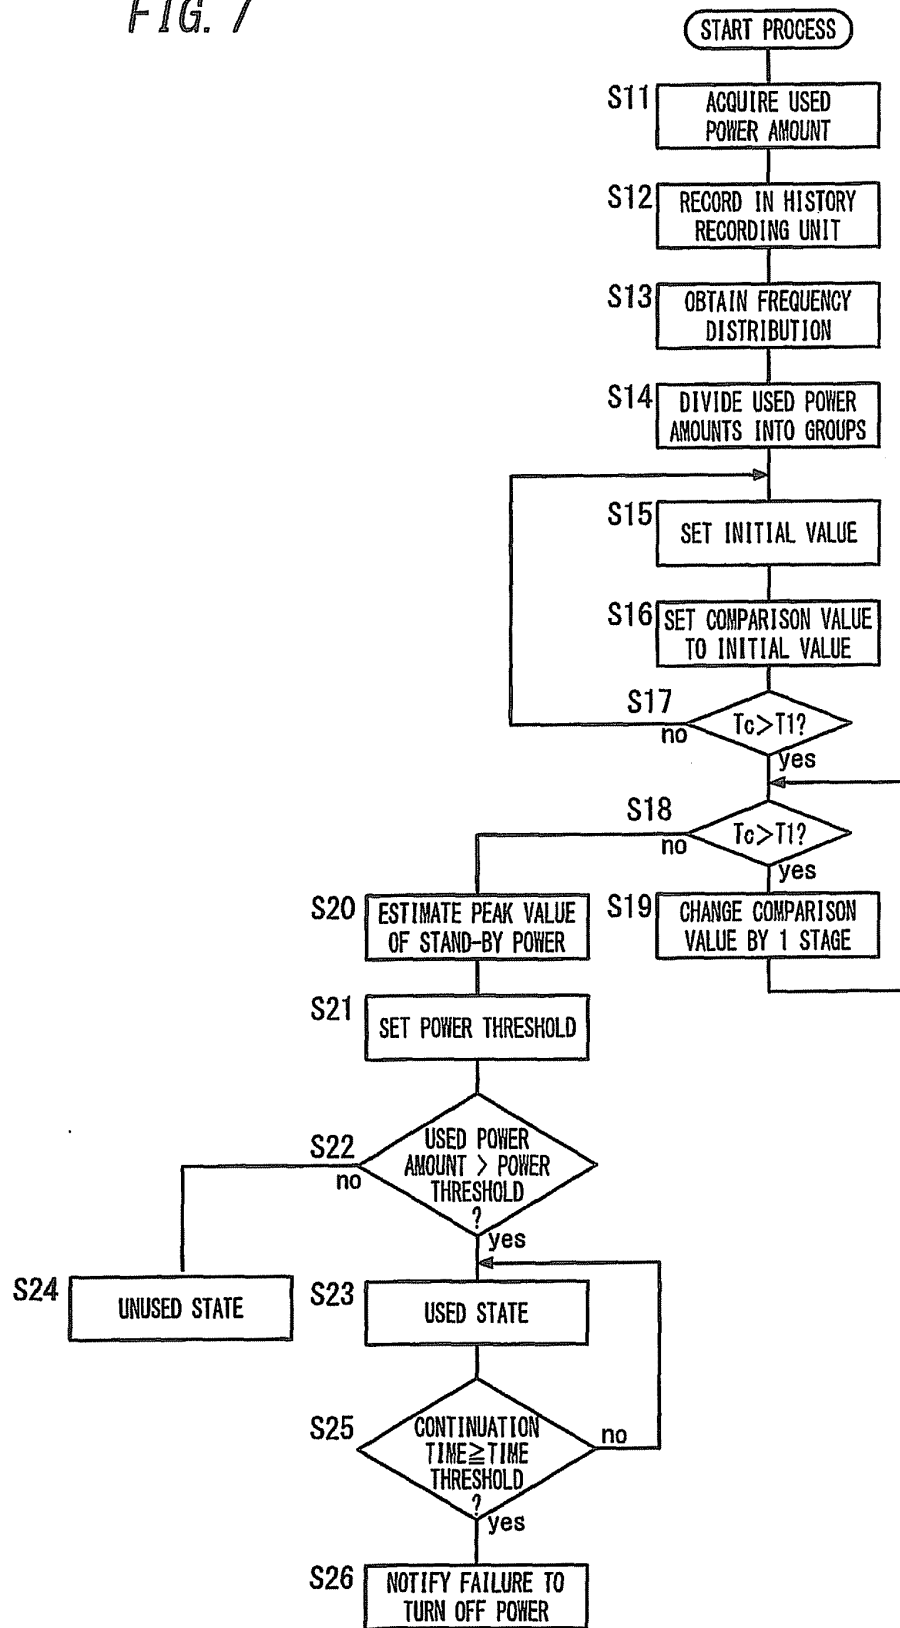 FIG. 7
START PROCESS
S11
ACQUIRE USED
POWER AMOUNT
S12
RECORD IN HISTORY
RECORDING UNIT
S13
OBTAIN FREQUENCY
DISTRIBUTION
S14
DIVIDE USED POWER
AMOUNTS INTO GROUPS
S15
SET INITIAL VALUE
S16
SET COMPARISON VALUE
TO INITIAL VALUE
S17
Tc>T1?
no
yes
S18
Tc>T1?
no
yes
S20
ESTIMATE PEAK VALUE
OF STAND-BY POWER
S19
CHANGE COMPARISON
VALUE BY 1 STAGE
S21
SET POWER THRESHOLD
S22
USED POWER
AMOUNT > POWER
THRESHOLD
?
no
yes
S24
UNUSED STATE
S23
USED STATE
S25
CONTINUATION
TIME≧TIME
THRESHOLD
?
no
yes
S26
NOTIFY FAILURE TO
TURN OFF POWER